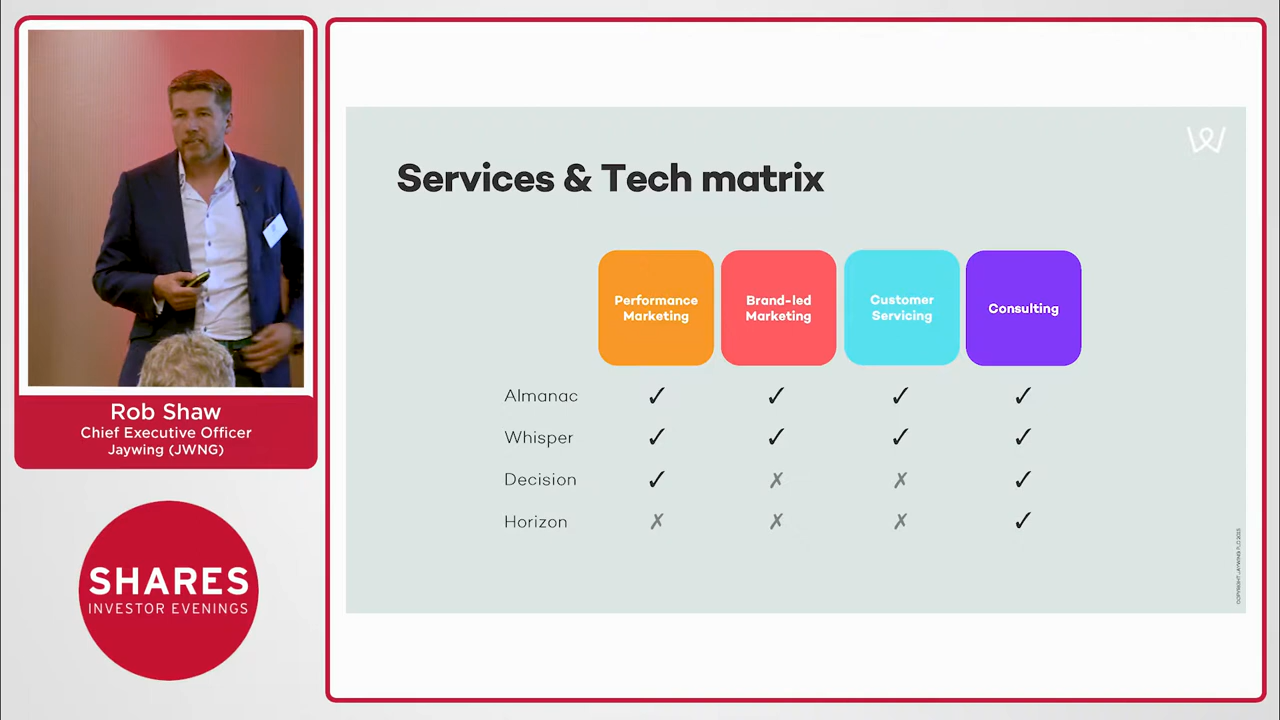 Rob Shaw
Chief Executive Officer
Jaywing (JWNG)
SHARES
INVESTOR EVENINGS
Services & Tech matrix
Performance
Marketing
Brand-led
Marketing
Customer
Servicing
Consulting
Almanac ✓ ✓ ✓ ✓
Whisper ✓ ✓ ✓ ✓
Decision ✓ ✗ ✗ ✓
Horizon ✗ ✗ ✗ ✓